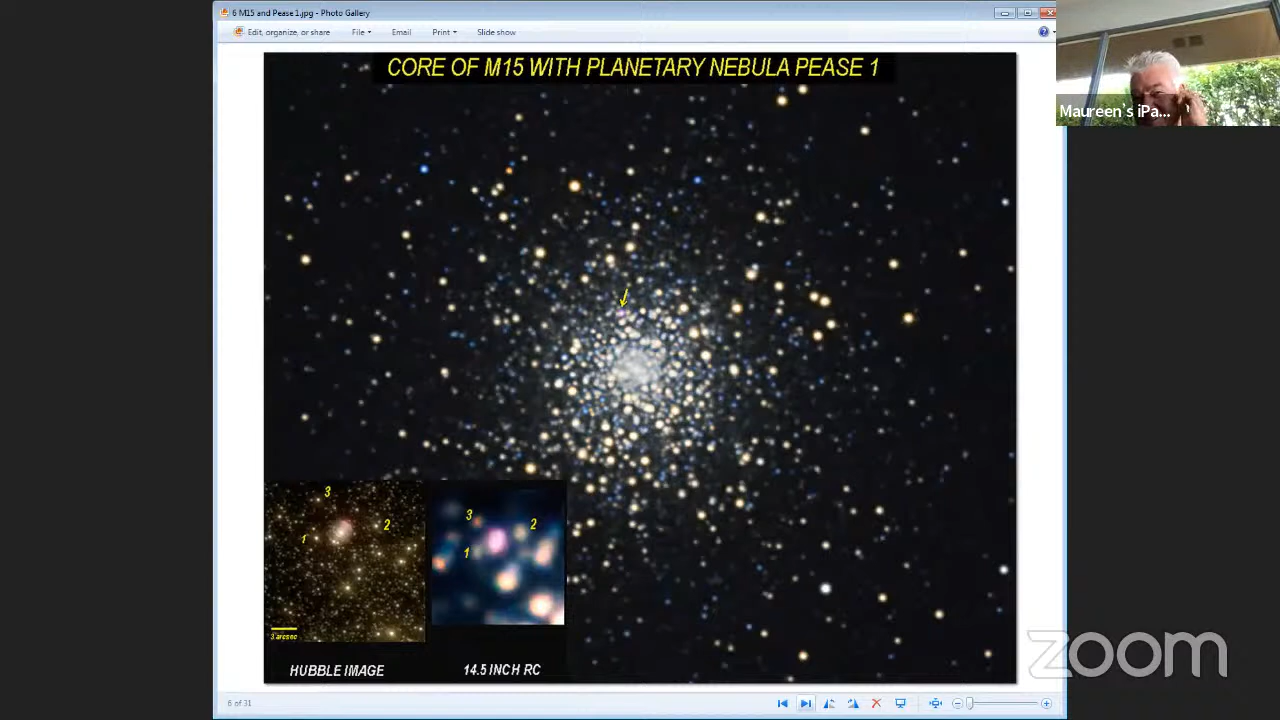 6 M15 and Pease 1.jpg - Photo Gallery
Edit, organize, or share File Email Print Slide show
CORE OF M15 WITH PLANETARY NEBULA PEASE 1
Maureen's iPa...
3
2
1
3
2
1
3 arcsec
HUBBLE IMAGE
14.5 INCH RC
zoom
6 of 31